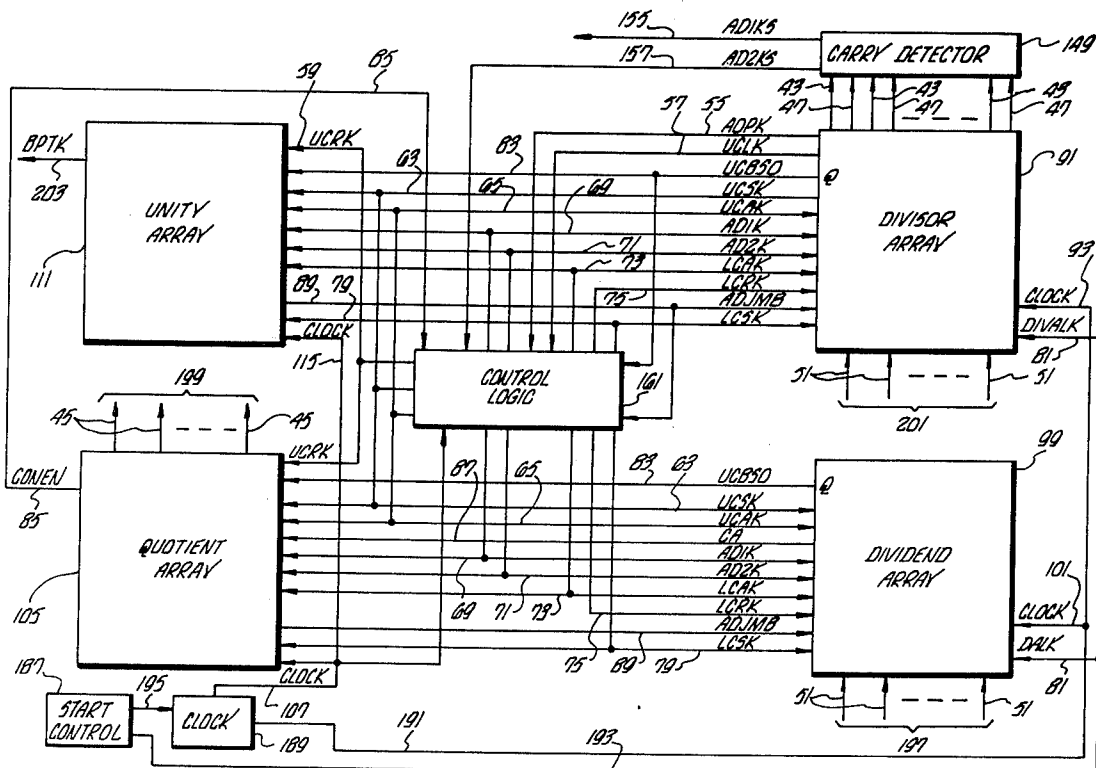 155 AD1KS
CARRY DETECTOR 149
157 AD2KS
85
59
43 43 43
47 47 47
57 55 ADPK
UCLK
UCRK 83 UCBSO Q
BPTK 63 UCSK
203 65 UCAK
69 AD1K
71 AD2K
73 LCAK
75 LCRK
89 ADJMB
79 LCSK
CLOCK
115
UNITY ARRAY
111
DIVISOR ARRAY
91
93
CLOCK
DIVALK
81
51 51
201
CONTROL LOGIC
161
199
45 45
UCRK
CONEN
85
QUOTIENT ARRAY
105
87 65 83 UCBSO Q
63
UCSK
UCAK
CA
AD1K
69 71 AD2K
73 LCAK
LCRK
75 89 ADJMB
79 LCSK
CLOCK
107
DIVIDEND ARRAY
99
101
CLOCK
DALK
81
51 51
197
187
START CONTROL
195
CLOCK
189
191
193